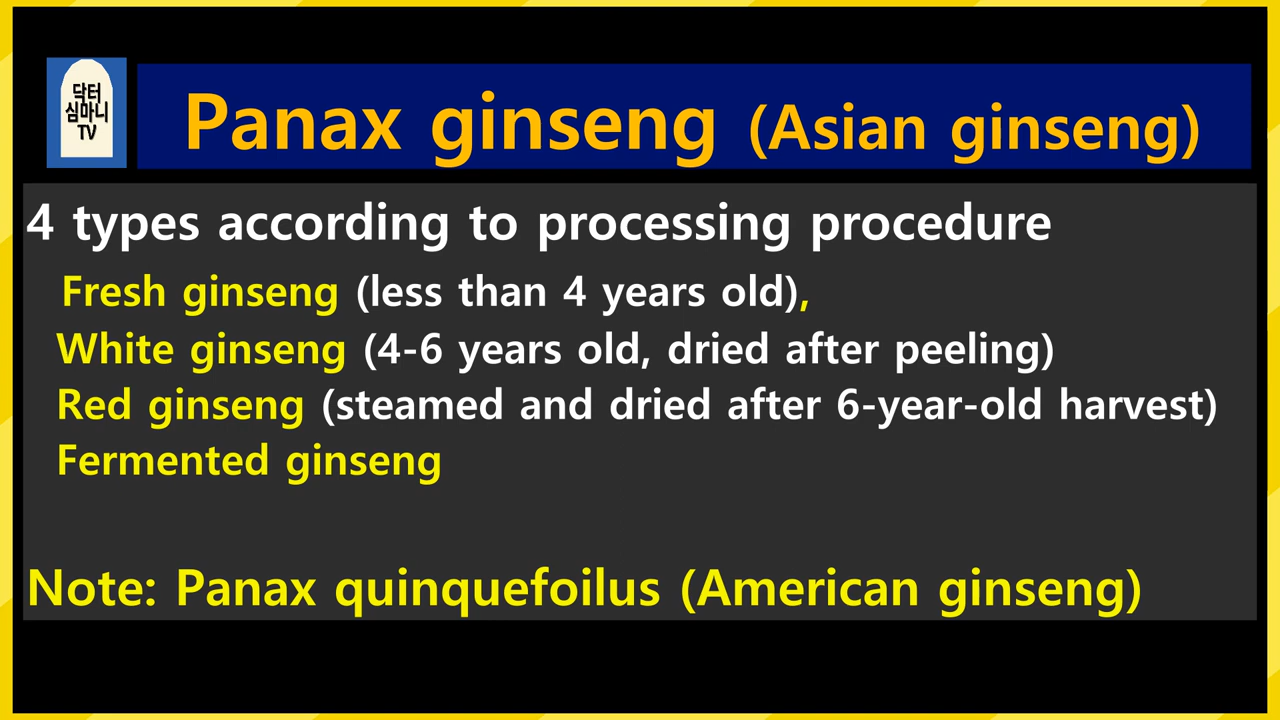 닥터
심마니
TV
Panax ginseng (Asian ginseng)
4 types according to processing procedure
Fresh ginseng (less than 4 years old),
White ginseng (4-6 years old, dried after peeling)
Red ginseng (steamed and dried after 6-year-old harvest)
Fermented ginseng
Note: Panax quinquefoilus (American ginseng)